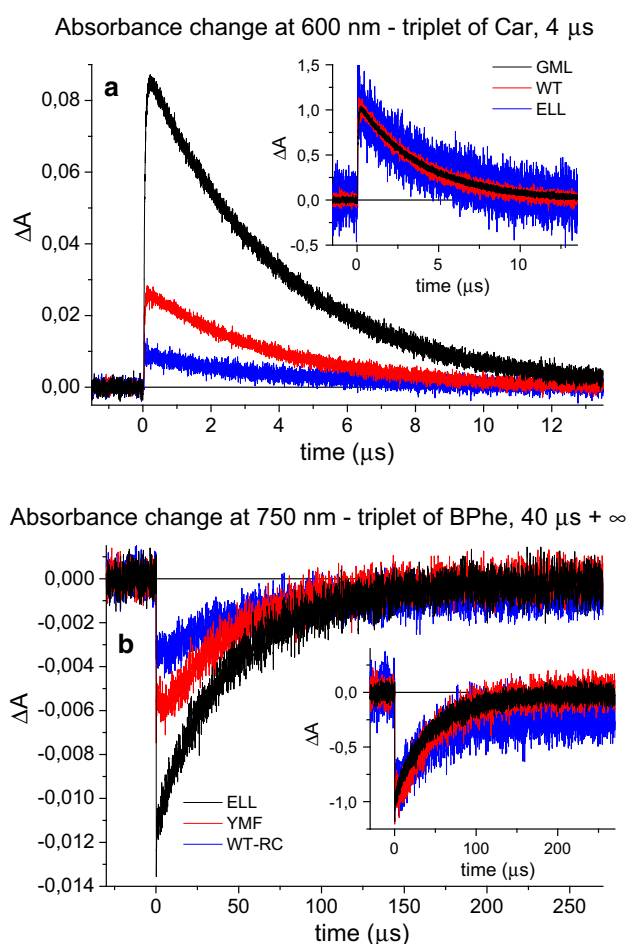 Absorbance change at 600 nm - triplet of Car, 4 μs
a
0,08
0,06
0,04
0,02
0,00
ΔA
0 2 4 6 8 10 12
time (μs)
1,5
1,0
0,5
0,0
-0,5
ΔA
GML
WT
ELL
0 5 10
time (μs)
Absorbance change at 750 nm - triplet of BPhe, 40 μs + ∞
b
0,000
-0,002
-0,004
-0,006
-0,008
-0,010
-0,012
-0,014
ΔA
ELL
YMF
WT-RC
0,0
-0,5
-1,0
ΔA
0 100 200
time (μs)
0 50 75 100 125 150 175 200 225 250
time (μs)